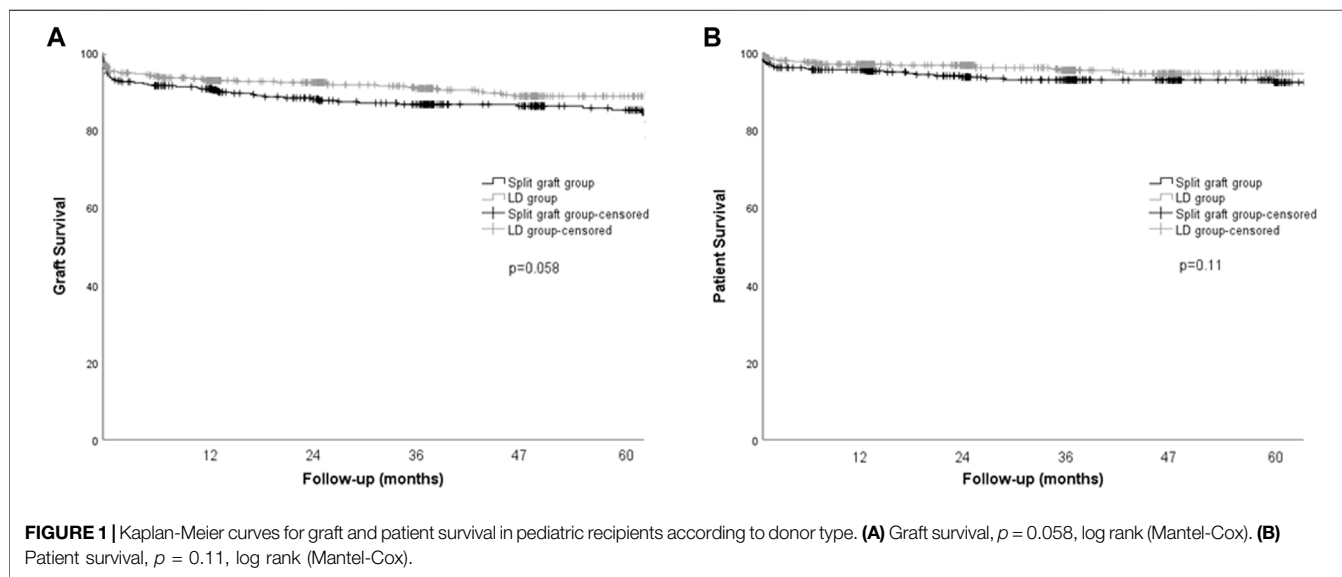 A
100
80
60
40
20
0
Graft Survival
Split graft group
LD group
Split graft group-censored
LD group-censored
p=0.058
12 24 36 47 60
Follow-up (months)
B
100
80
60
40
20
0
Patient Survival
Split graft group
LD group
Split graft group-censored
LD group-censored
p=0.11
12 24 36 47 60
Follow-up (months)
FIGURE 1 | Kaplan-Meier curves for graft and patient survival in pediatric recipients according to donor type. (A) Graft survival, p = 0.058, log rank (Mantel-Cox). (B)
Patient survival, p = 0.11, log rank (Mantel-Cox).